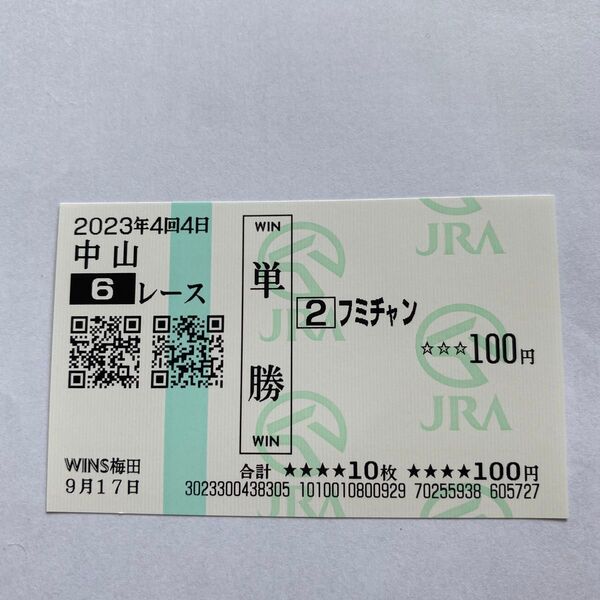 2023年4回4日
中山
6レース
WINS梅田
9月17日
WIN
単勝
WIN
2フミチャン
☆☆☆100円
合計 ★★★★10枚 ★★★★100円
3023300438305 1010010800929 70255938 605727
JRA
JRA
JRA
JRA